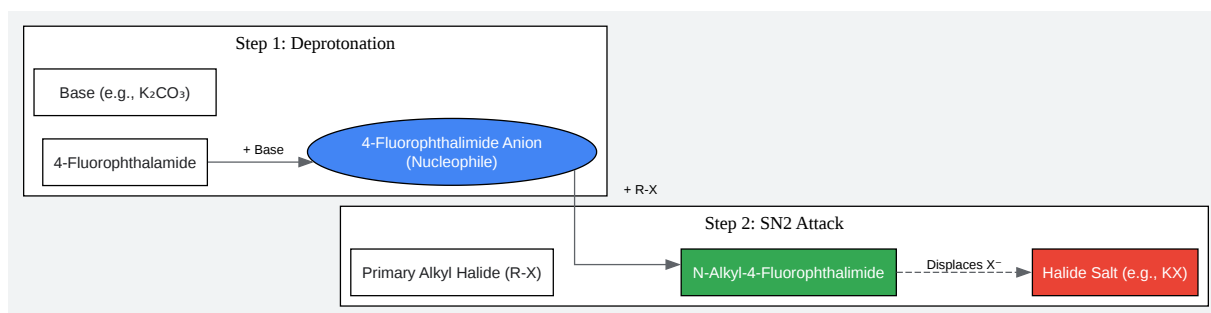 Step 1: Deprotonation
Base (e.g., K₂CO₃)
4-Fluorophthalamide
+ Base
4-Fluorophthalimide Anion
(Nucleophile)
+ R-X
Step 2: SN2 Attack
Primary Alkyl Halide (R-X)
N-Alkyl-4-Fluorophthalimide
Displaces X⁻
Halide Salt (e.g., KX)